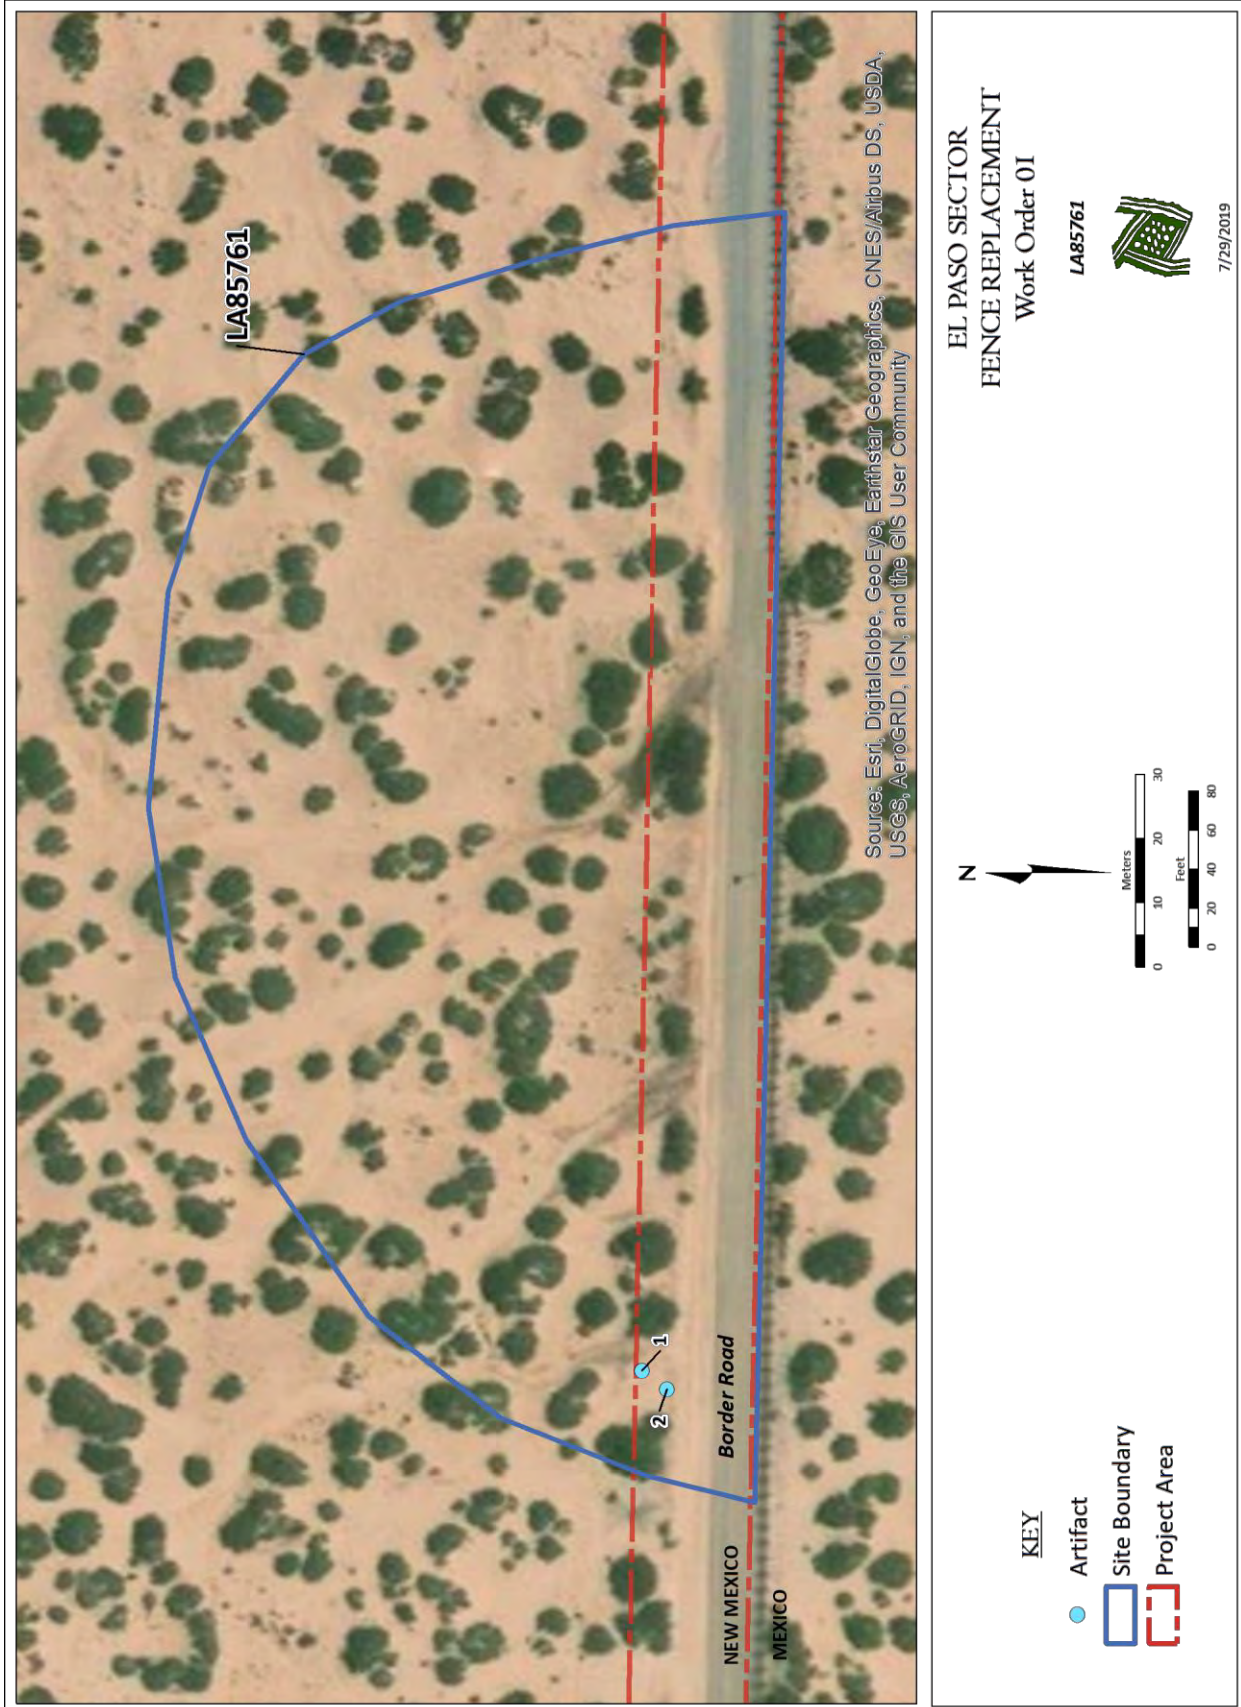 LA85761
2
1
Border Road
NEW MEXICO
MEXICO
Source: Esri, DigitalGlobe, GeoEye, Earthstar Geographics, CNES/Airbus DS, USDA,
USGS, AeroGRID, IGN, and the GIS User Community
KEY
Artifact
Site Boundary
Project Area
N
Meters
0 10 20 30
Feet
0 20 40 60 80
EL PASO SECTOR
FENCE REPLACEMENT
Work Order 01
LA85761
7/29/2019